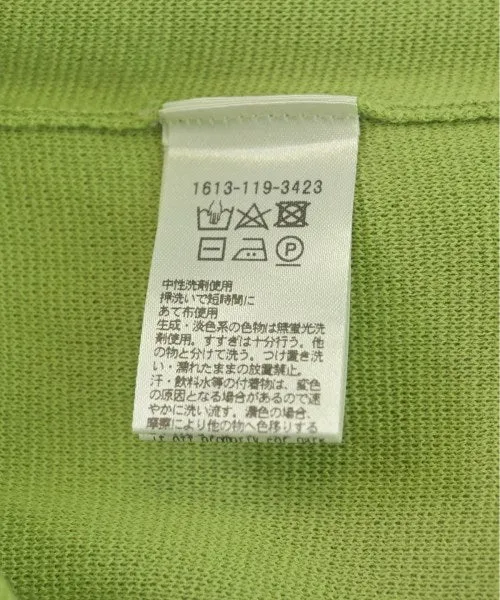 1613-119-3423
P
中性洗剤使用
押洗いで短時間に
あて布使用
生成・淡色系の色物は無蛍光洗
剤使用。すすぎは十分行う。他
の物と分けて洗う。つけ置き洗
い・濡れたままの放置禁止。
汗・飲料水等の付着物は、変色
の原因となる場合があるので速
やかに洗い流す。濃色の場合、
摩擦により他の物へ色移りする